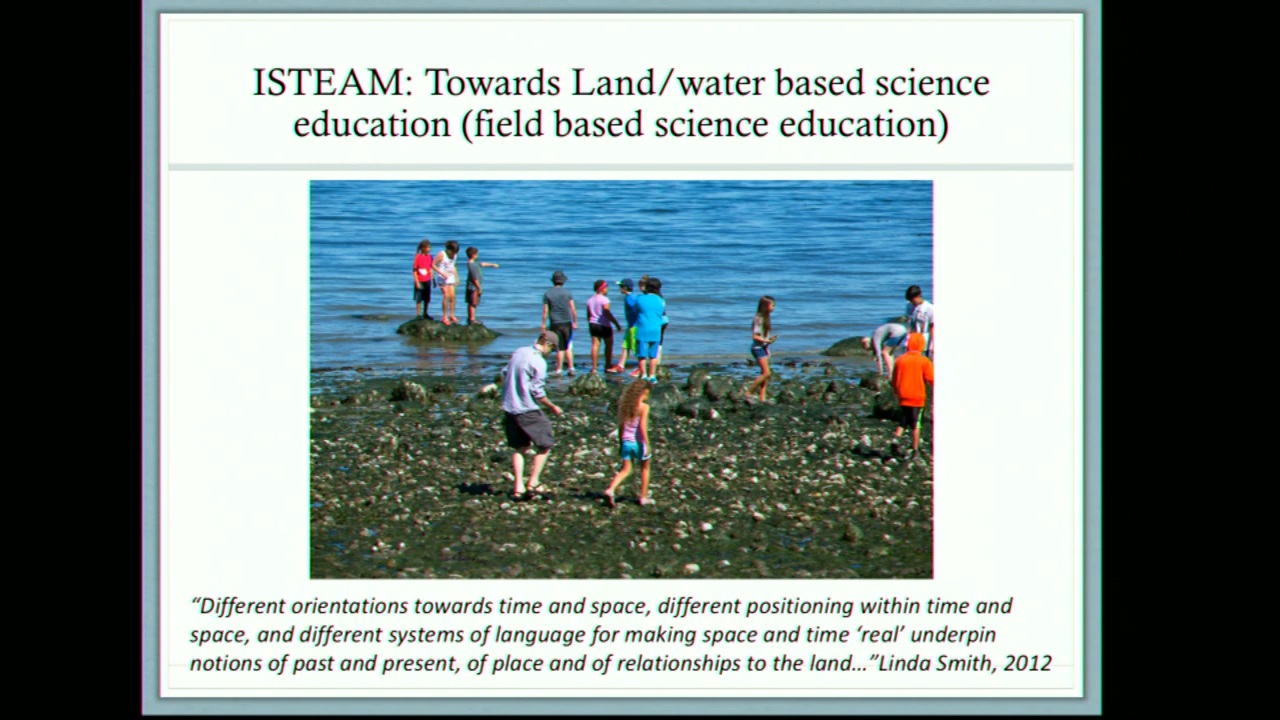 ISTEAM: Towards Land/water based science
education (field based science education)
“Different orientations towards time and space, different positioning within time and
space, and different systems of language for making space and time ‘real’ underpin
notions of past and present, of place and of relationships to the land…”Linda Smith, 2012